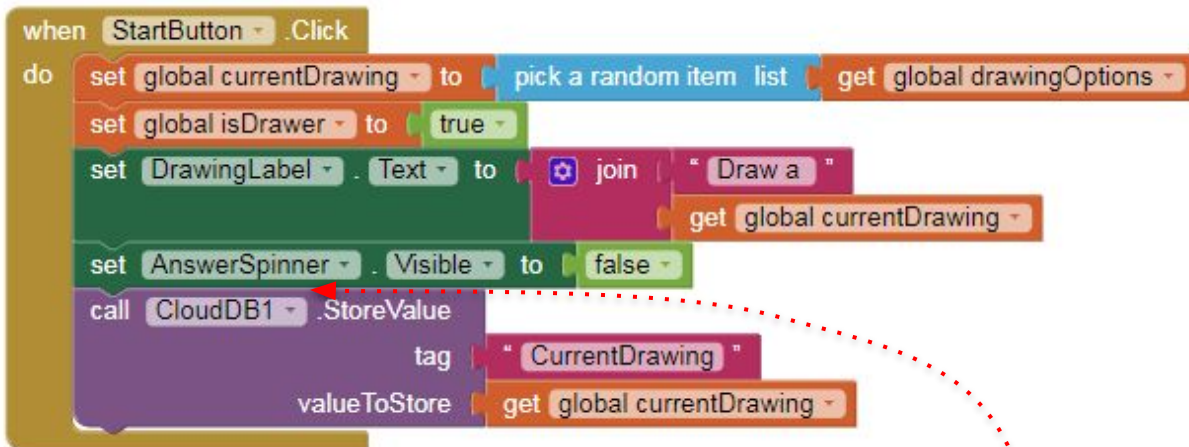 when StartButton .Click
do set global currentDrawing to pick a random item list get global drawingOptions
set global isDrawer to true
set DrawingLabel . Text to join " Draw a "
get global currentDrawing
set AnswerSpinner . Visible to false
call CloudDB1 .StoreValue
tag " CurrentDrawing "
valueToStore get global currentDrawing